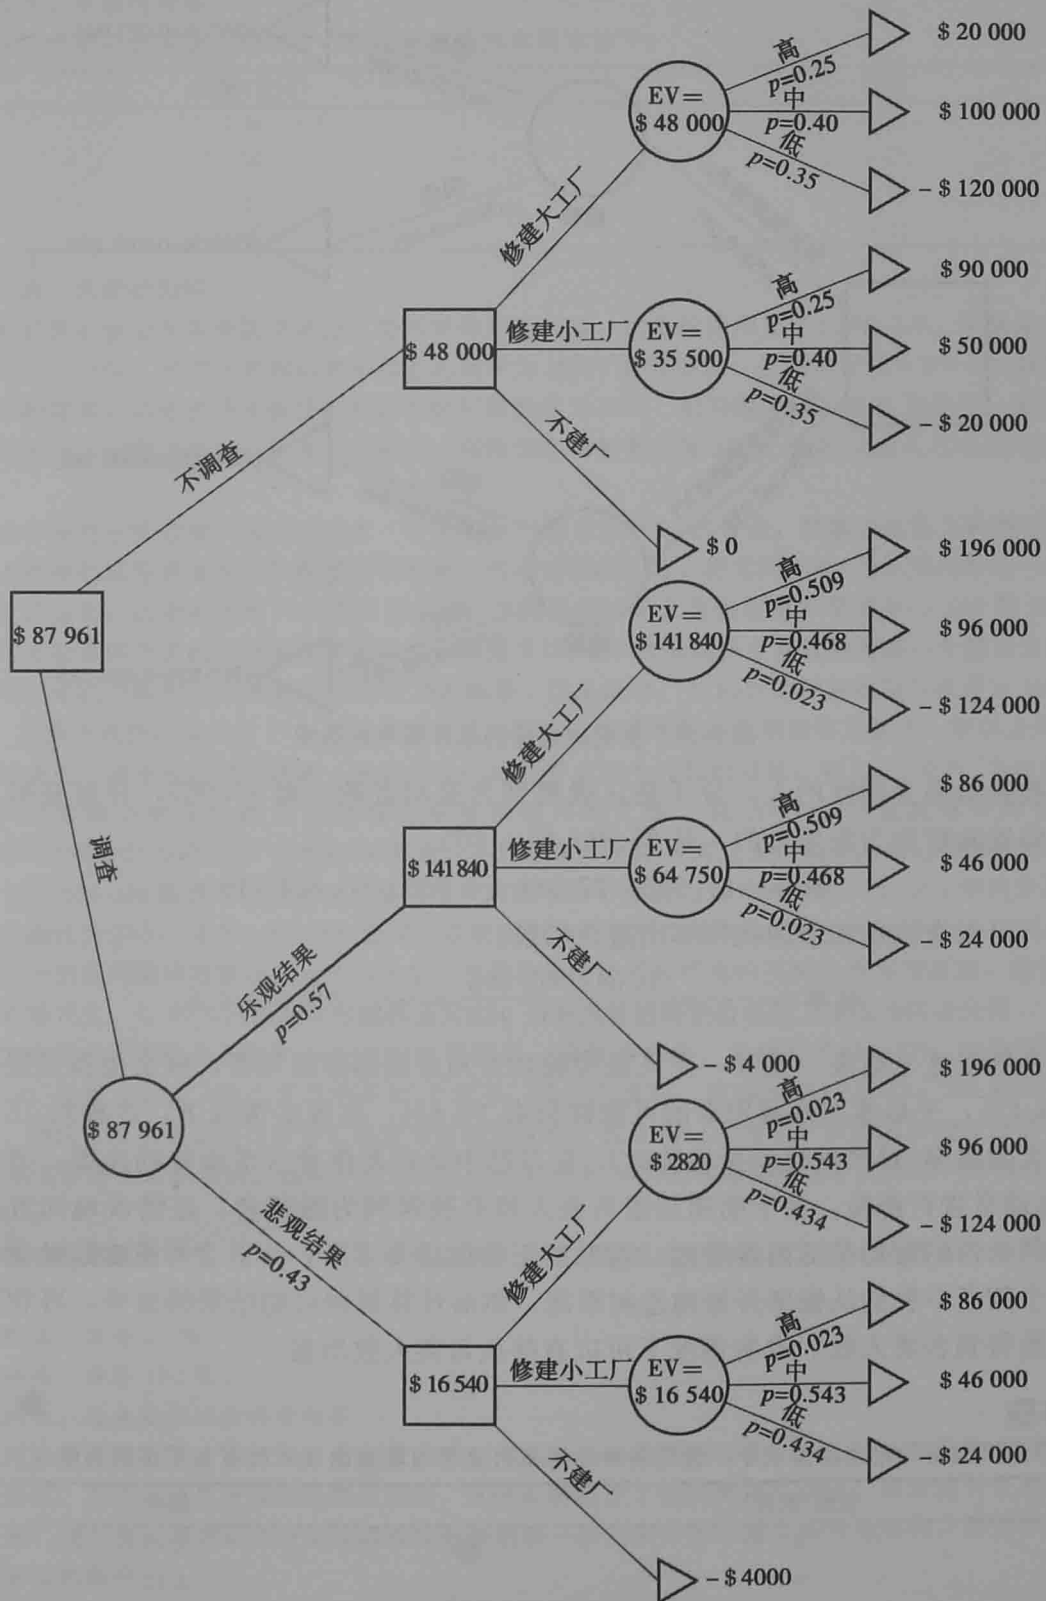 $ 20 000
高
p=0.25
EV=
$ 48 000
中
p=0.40
$ 100 000
低
p=0.35
– $ 120 000
修建大工厂
$ 90 000
高
p=0.25
$ 48 000
修建小工厂
EV=
$ 35 500
中
p=0.40
$ 50 000
低
p=0.35
– $ 20 000
不建厂
不调查
$ 0
$ 196 000
高
p=0.509
$ 87 961
EV=
$ 141 840
中
p=0.468
$ 96 000
低
p=0.023
– $ 124 000
修建大工厂
$ 86 000
高
p=0.509
调查
$ 141 840
修建小工厂
EV=
$ 64 750
中
p=0.468
$ 46 000
低
p=0.023
– $ 24 000
不建厂
乐观结果
p=0.57
– $ 4 000
$ 196 000
高
p=0.023
$ 87 961
EV=
$ 2820
中
p=0.543
$ 96 000
低
p=0.434
– $ 124 000
悲观结果
p=0.43
修建大工厂
$ 86 000
高
p=0.023
$ 16 540
修建小工厂
EV=
$ 16 540
中
p=0.543
$ 46 000
低
p=0.434
– $ 24 000
不建厂
– $ 4000